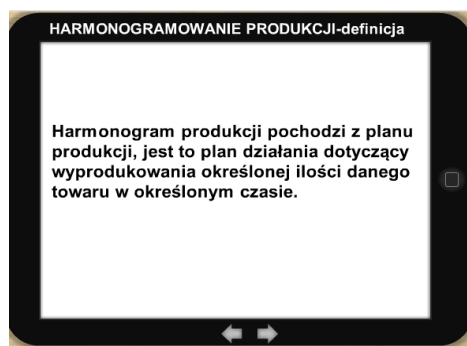 HARMONOGRAMOWANIE PRODUKCJI-definicja
Harmonogram produkcji pochodzi z planu
produkcji, jest to plan działania dotyczący
wyprodukowania określonej ilości danego
towaru w określonym czasie.